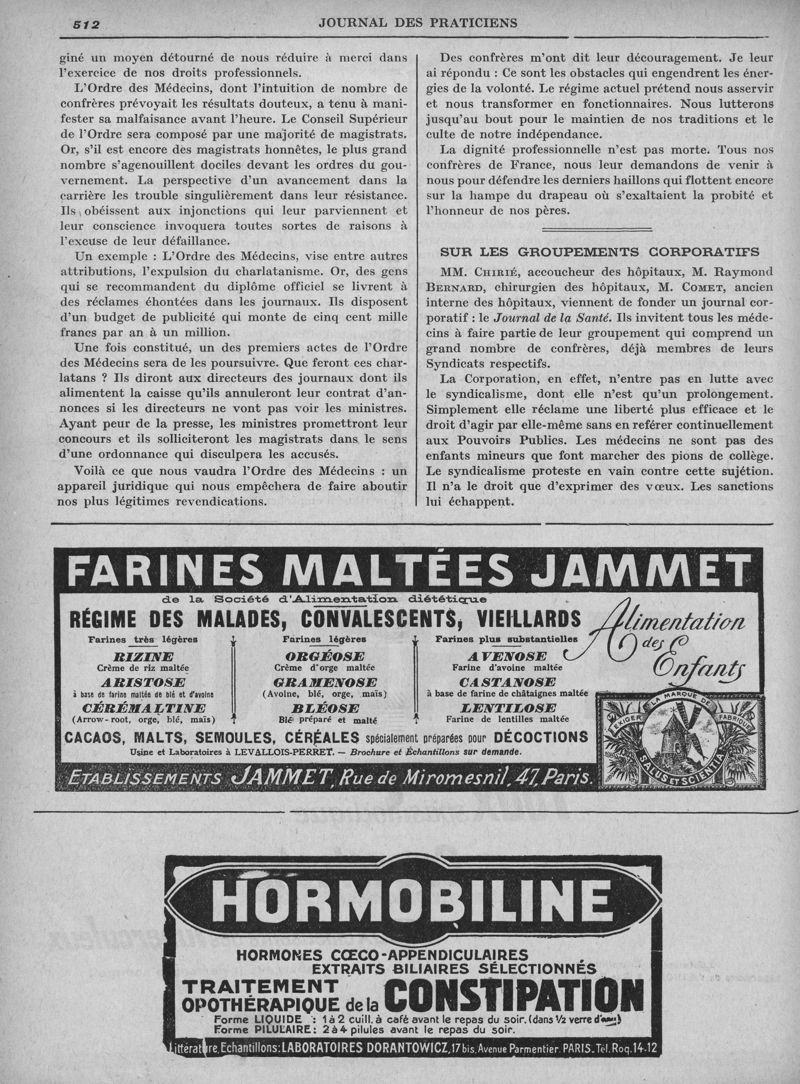 512
JOURNAL DES PRATICIENS
giné un moyen détourné de nous réduire à merci dans
l'exercice de nos droits professionnels.
L'Ordre des Médecins, dont l'intuition de nombre de
confrères prévoyait les résultats douteux, a tenu à mani-
fester sa malfaisance avant l'heure. Le Conseil Supérieur
de l'Ordre sera composé par une majorité de magistrats.
Or, s'il est encore des magistrats honnêtes, le plus grand
nombre s'agenouillent dociles devant les ordres du gou-
vernement. La perspective d'un avancement dans la
carrière les trouble singulièrement dans leur résistance.
Ils obéissent aux injonctions qui leur parviennent et
leur conscience invoquera toutes sortes de raisons à
l'excuse de leur défaillance.
Un exemple : L'Ordre des Médecins, vise entre autres
attributions, l'expulsion du charlatanisme. Or, des gens
qui se recommandent du diplôme officiel se livrent à
des réclames éhontées dans les journaux. Ils disposent
d'un budget de publicité qui monte de cinq cent mille
francs par an à un million.
Une fois constitué, un des premiers actes de l'Ordre
des Médecins sera de les poursuivre. Que feront ces char-
latans ? Ils diront aux directeurs des journaux dont ils
alimentent la caisse qu'ils annuleront leur contrat d'an-
nonces si les directeurs ne vont pas voir les ministres.
Ayant peur de la presse, les ministres promettront leur
concours et ils solliciteront les magistrats dans le sens
d'une ordonnance qui disculpera les accusés.
Voilà ce que nous vaudra l'Ordre des Médecins : un
appareil juridique qui nous empêchera de faire aboutir
nos plus légitimes revendications.
Des confrères m'ont dit leur découragement. Je leur
ai répondu : Ce sont les obstacles qui engendrent les éner-
gies de la volonté. Le régime actuel prétend nous asservir
et nous transformer en fonctionnaires. Nous lutterons
jusqu'au bout pour le maintien de nos traditions et le
culte de notre indépendance.
La dignité professionnelle n'est pas morte. Tous nos
confrères de France, nous leur demandons de venir à
nous pour défendre les derniers haillons qui flottent encore
sur la hampe du drapeau où s'exaltaient la probité et
l'honneur de nos pères.
SUR LES GROUPEMENTS CORPORATIFS
MM. CHIRIÉ, accoucheur des hôpitaux, M. Raymond
BERNARD, chirurgien des hôpitaux, M. COMET, ancien
interne des hôpitaux, viennent de fonder un journal cor-
poratif : le Journal de la Santé. Ils invitent tous les méde-
cins à faire partie de leur groupement qui comprend un
grand nombre de confrères, déjà membres de leurs
Syndicats respectifs.
La Corporation, en effet, n'entre pas en lutte avec
le syndicalisme, dont elle n'est qu'un prolongement.
Simplement elle réclame une liberté plus efficace et le
droit d'agir par elle-même sans en referér continuellement
aux Pouvoirs Publics. Les médecins ne sont pas des
enfants mineurs que font marcher des pions de collège.
Le syndicalisme proteste en vain contre cette sujétion.
Il n'a le droit que d'exprimer des vœux. Les sanctions
lui échappent.
FARINES MALTÉES JAMMET
de la Société d'Alimentation diététique
RÉGIME DES MALADES, CONVALESCENTS, VIEILLARDS
Alimentation
des
Enfants
Farines très légères
RIZINE
Crème de riz maltée
ARISTOSE
à base de farine maltée de blé et d'avoine
CÉRÉMALTINE
(Arrow-root, orge, blé, maïs)
Farines légères
ORGÉOSE
Crème d'orge maltée
GRAMENOSE
(Avoine, blé, orge, maïs)
BLÉOSE
Blé préparé et malté
Farines plus substantielles
AVENOSE
Farine d'avoine maltée
CASTANOSE
à base de farine de châtaignes maltée
LENTILOSE
Farine de lentilles maltée
CACAOS, MALTS, SEMOULES, CÉRÉALES spécialement préparées pour DÉCOCTIONS
Usine et Laboratoires à LEVALLOIS-PERRET. — Brochure et Échantillons sur demande.
EXIGER LA MARQUE DE FABRIQUE
SALUS ET SCIENTIA
ETABLISSEMENTS JAMMET, Rue de Miromesnil, 47, Paris.
HORMOBILINE
HORMONES CŒCO-APPENDICULAIRES
EXTRAITS BILIAIRES SÉLECTIONNÉS
TRAITEMENT
OPOTHÉRAPIQUE de la CONSTIPATION
Forme LIQUIDE : 1 à 2 cuill. à café avant le repas du soir. (dans ½ verre d'eau)
Forme PILULAIRE : 2 à 4 pilules avant le repas du soir.
Littérature, Echantillons: LABORATOIRES DORANTOWICZ, 17 bis, Avenue Parmentier. PARIS. Tél. Roq. 14-12